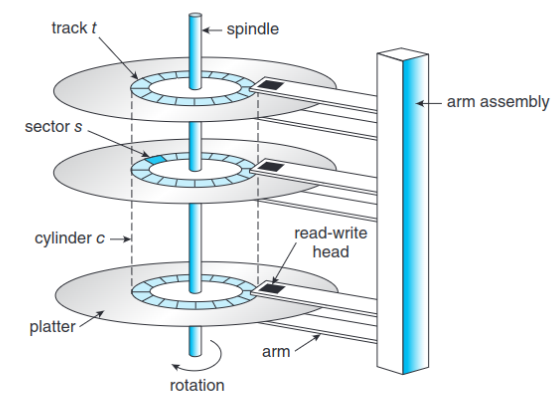 track t
spindle
arm assembly
sector s
cylinder c
read-write
head
platter
arm
rotation